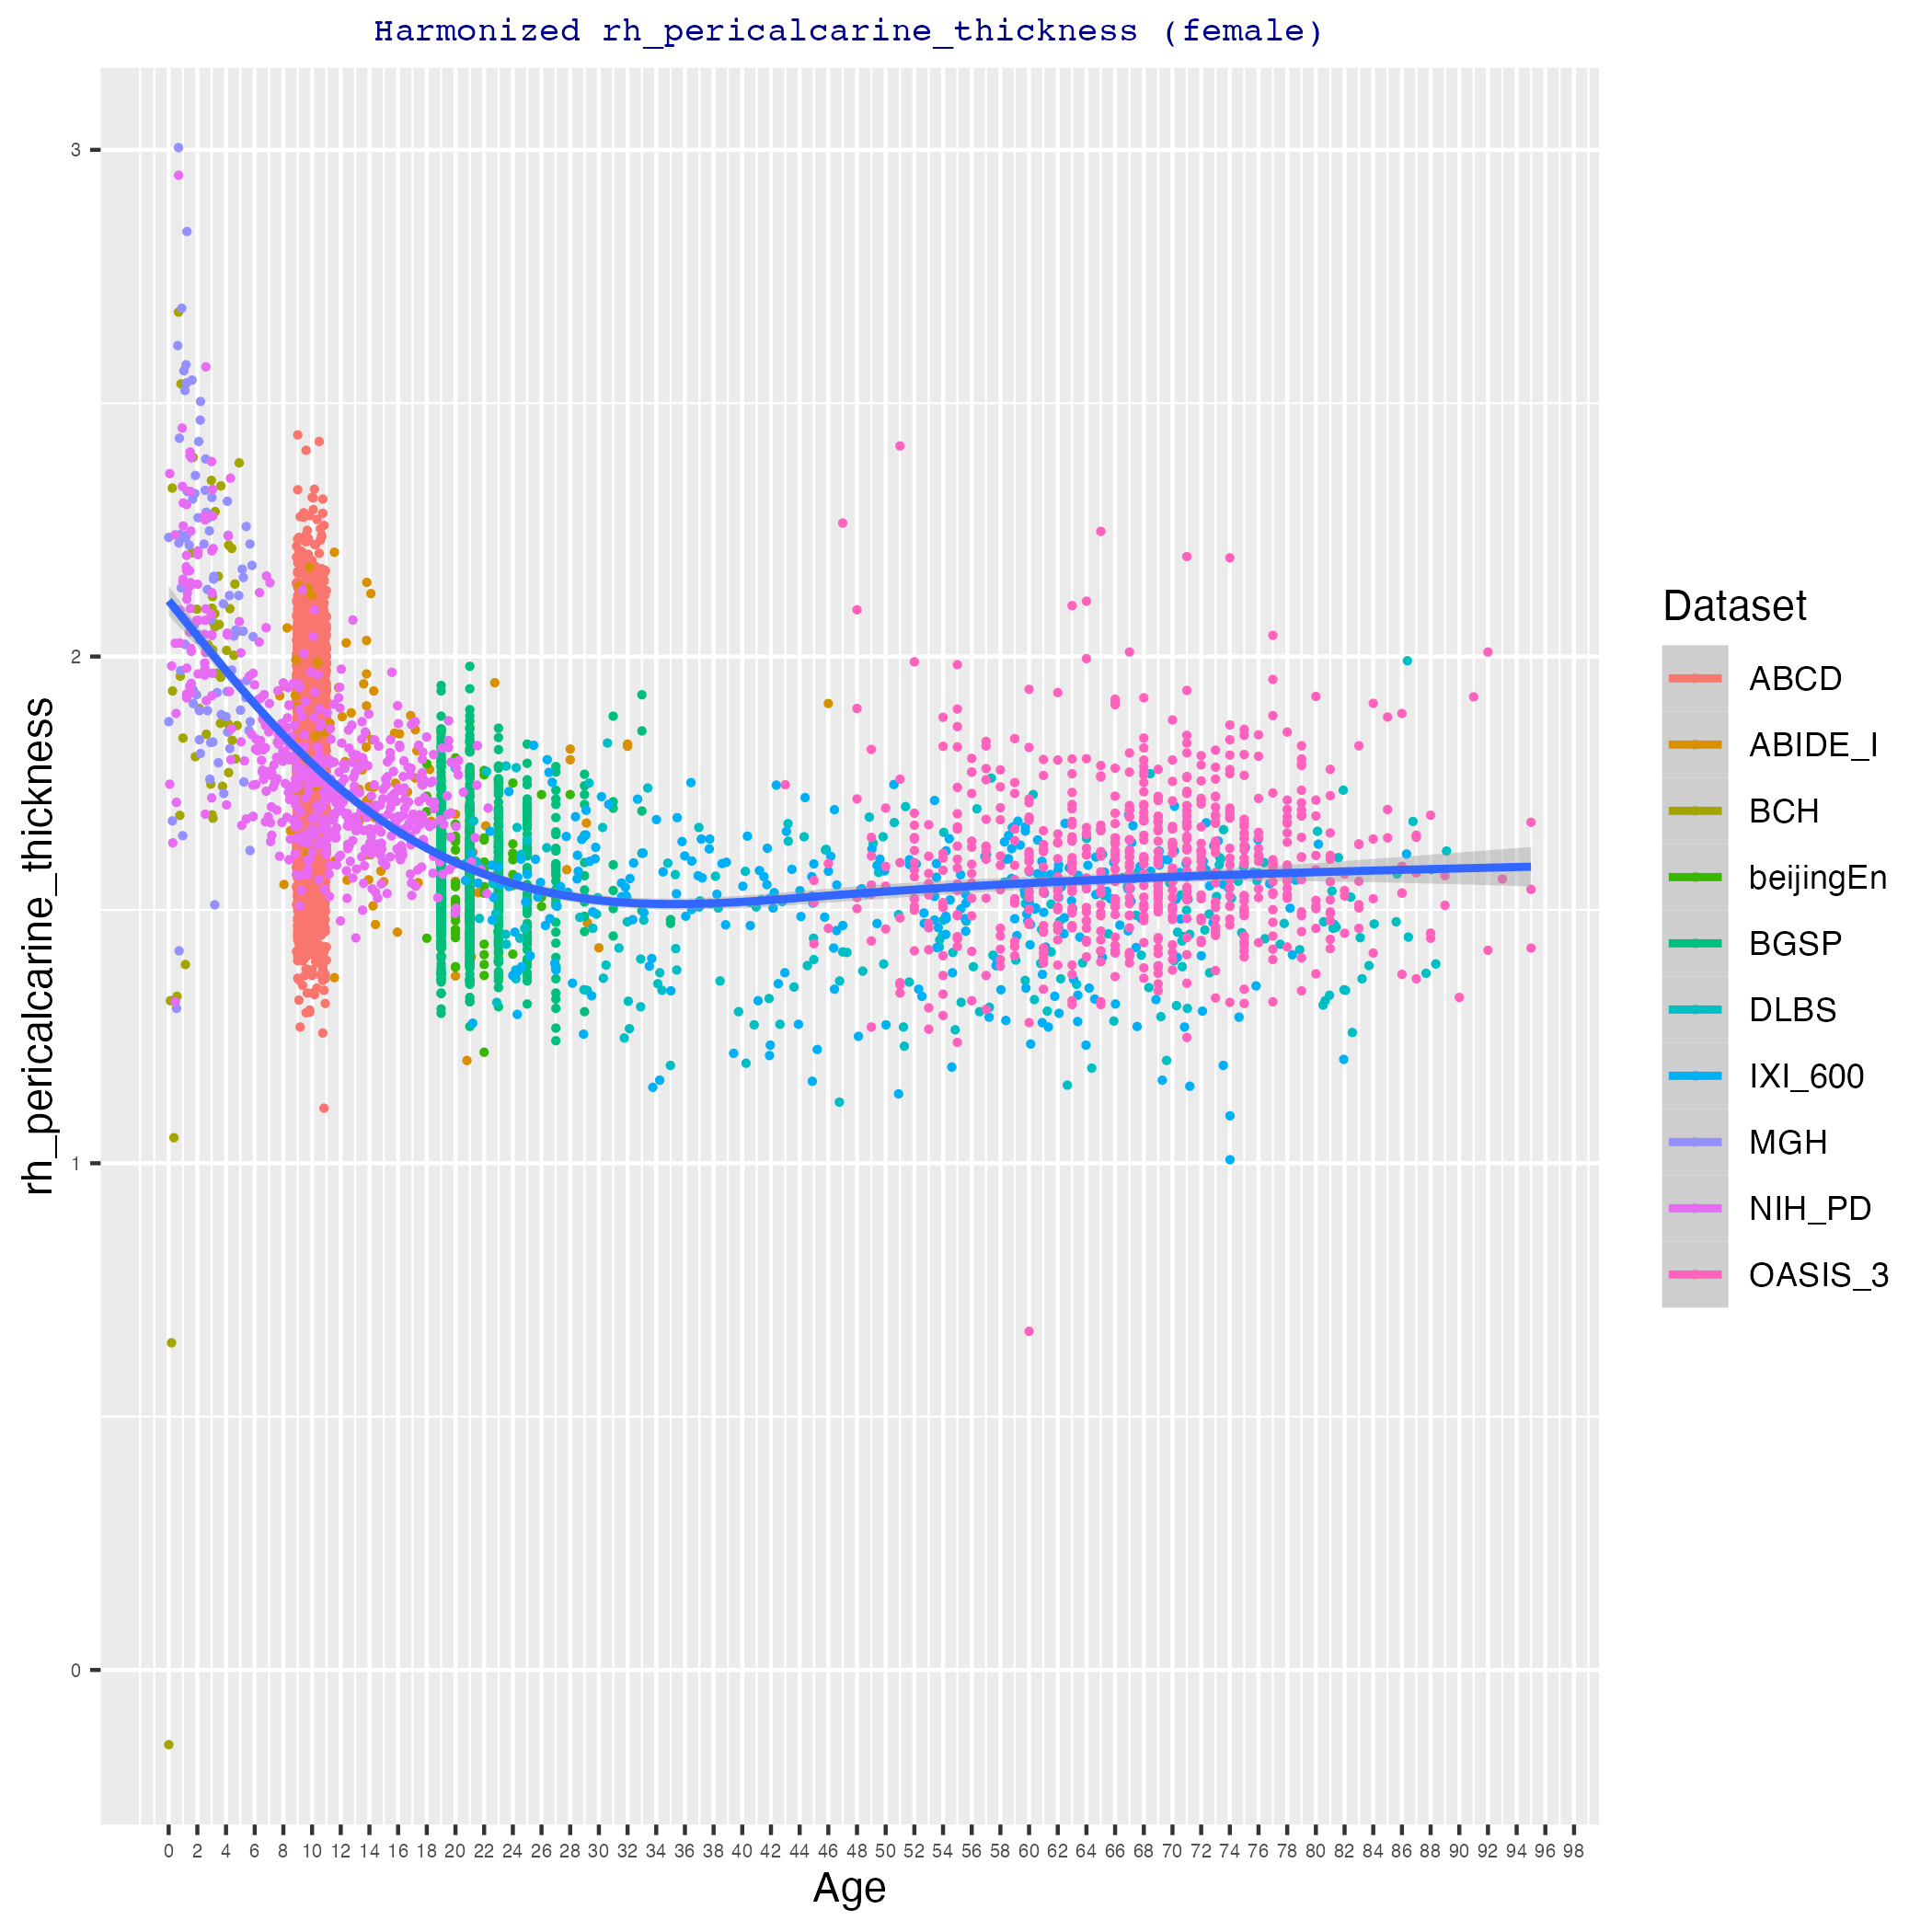 Harmonized rh_pericalcarine_thickness (female)
3
2
1
0
rh_pericalcarine_thickness
0 2 4 6 8 10 12 14 16 18 20 22 24 26 28 30 32 34 36 38 40 42 44 46 48 50 52 54 56 58 60 62 64 66 68 70 72 74 76 78 80 82 84 86 88 90 92 94 96 98
Age
Dataset
ABCD
ABIDE_I
BCH
beijingEn
BGSP
DLBS
IXI_600
MGH
NIH_PD
OASIS_3